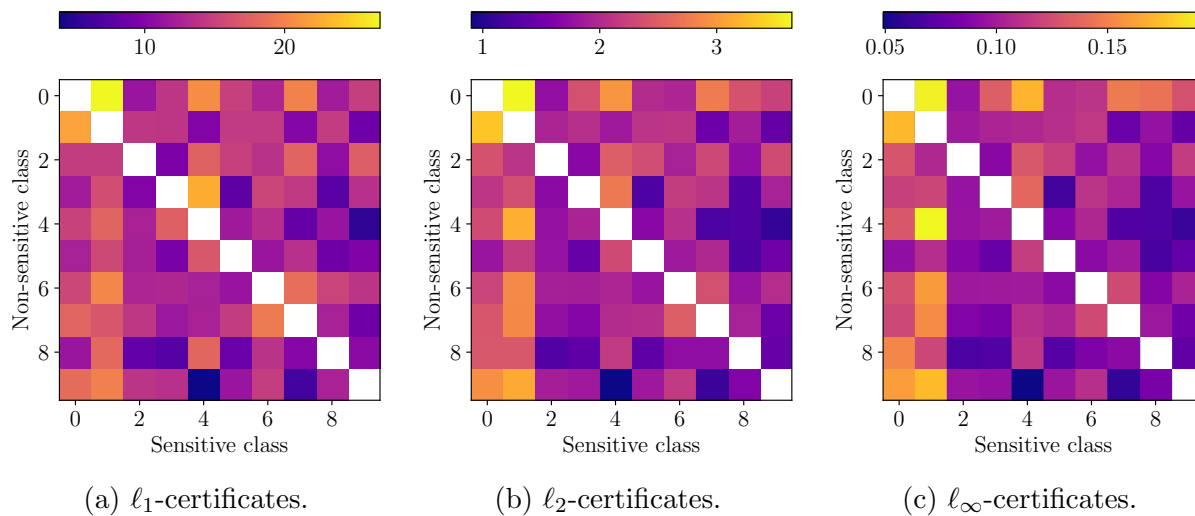 10 20
1 2 3
0.05 0.10 0.15
Non-sensitive class
0
2
4
6
8
0 2 4 6 8
Sensitive class
Non-sensitive class
0
2
4
6
8
0 2 4 6 8
Sensitive class
Non-sensitive class
0
2
4
6
8
0 2 4 6 8
Sensitive class
(a) ℓ₁-certificates.
(b) ℓ₂-certificates.
(c) ℓ∞-certificates.